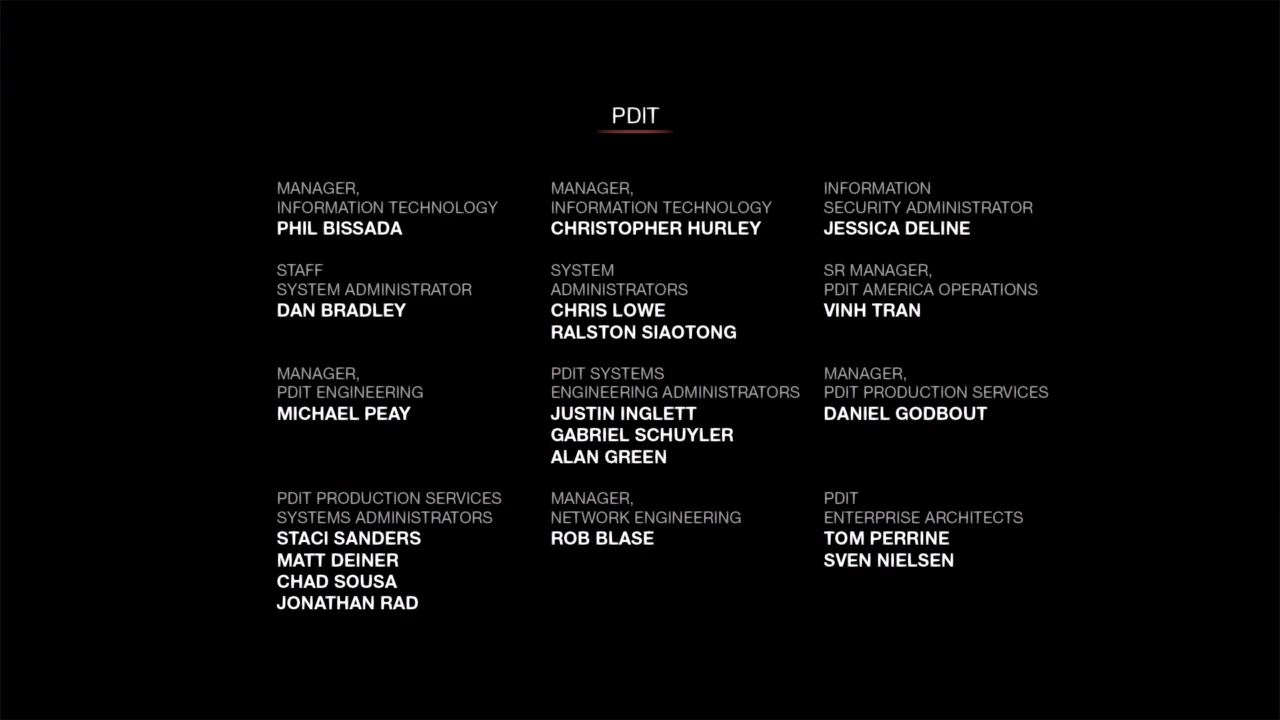 PDIT
MANAGER,
INFORMATION TECHNOLOGY
PHIL BISSADA
MANAGER,
INFORMATION TECHNOLOGY
CHRISTOPHER HURLEY
INFORMATION
SECURITY ADMINISTRATOR
JESSICA DELINE
STAFF
SYSTEM ADMINISTRATOR
DAN BRADLEY
SYSTEM
ADMINISTRATORS
CHRIS LOWE
RALSTON SIAOTONG
SR MANAGER,
PDIT AMERICA OPERATIONS
VINH TRAN
MANAGER,
PDIT ENGINEERING
MICHAEL PEAY
PDIT SYSTEMS
ENGINEERING ADMINISTRATORS
JUSTIN INGLETT
GABRIEL SCHUYLER
ALAN GREEN
MANAGER,
PDIT PRODUCTION SERVICES
DANIEL GODBOUT
PDIT PRODUCTION SERVICES
SYSTEMS ADMINISTRATORS
STACI SANDERS
MATT DEINER
CHAD SOUSA
JONATHAN RAD
MANAGER,
NETWORK ENGINEERING
ROB BLASE
PDIT
ENTERPRISE ARCHITECTS
TOM PERRINE
SVEN NIELSEN